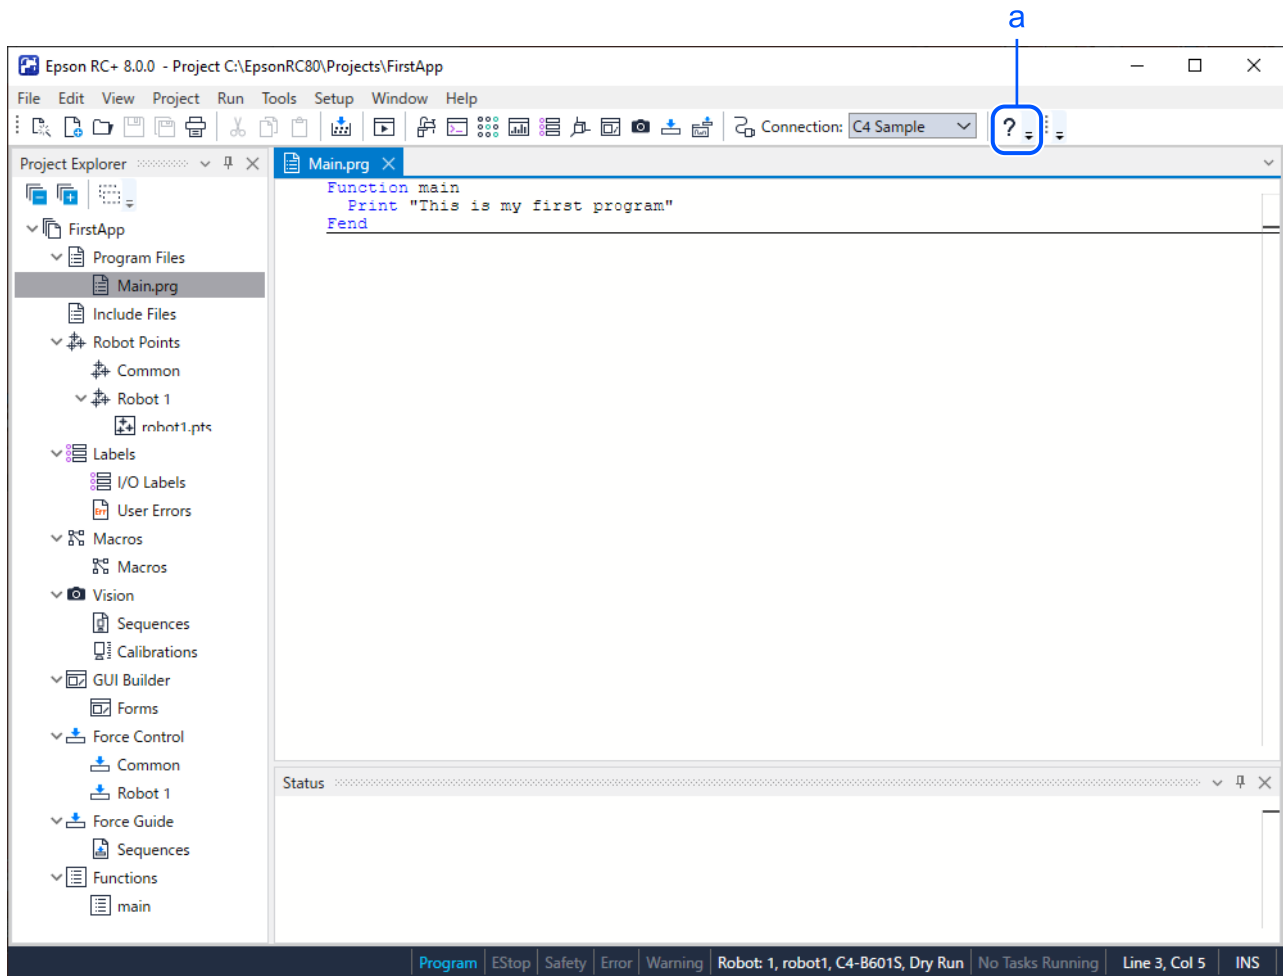 a
Epson RC+ 8.0.0 - Project C:\EpsonRC80\Projects\FirstApp
File Edit View Project Run Tools Setup Window Help
Connection: C4 Sample ?
Project Explorer
Main.prg
Function main
Print "This is my first program"
Fend
FirstApp
Program Files
Main.prg
Include Files
Robot Points
Common
Robot 1
robot1.pts
Labels
I/O Labels
Err User Errors
Macros
Macros
Vision
Sequences
Calibrations
GUI Builder
Forms
Force Control
Common
Robot 1
Force Guide
Sequences
Functions
main
Status
Program EStop Safety Error Warning Robot: 1, robot1, C4-B601S, Dry Run No Tasks Running Line 3, Col 5 INS